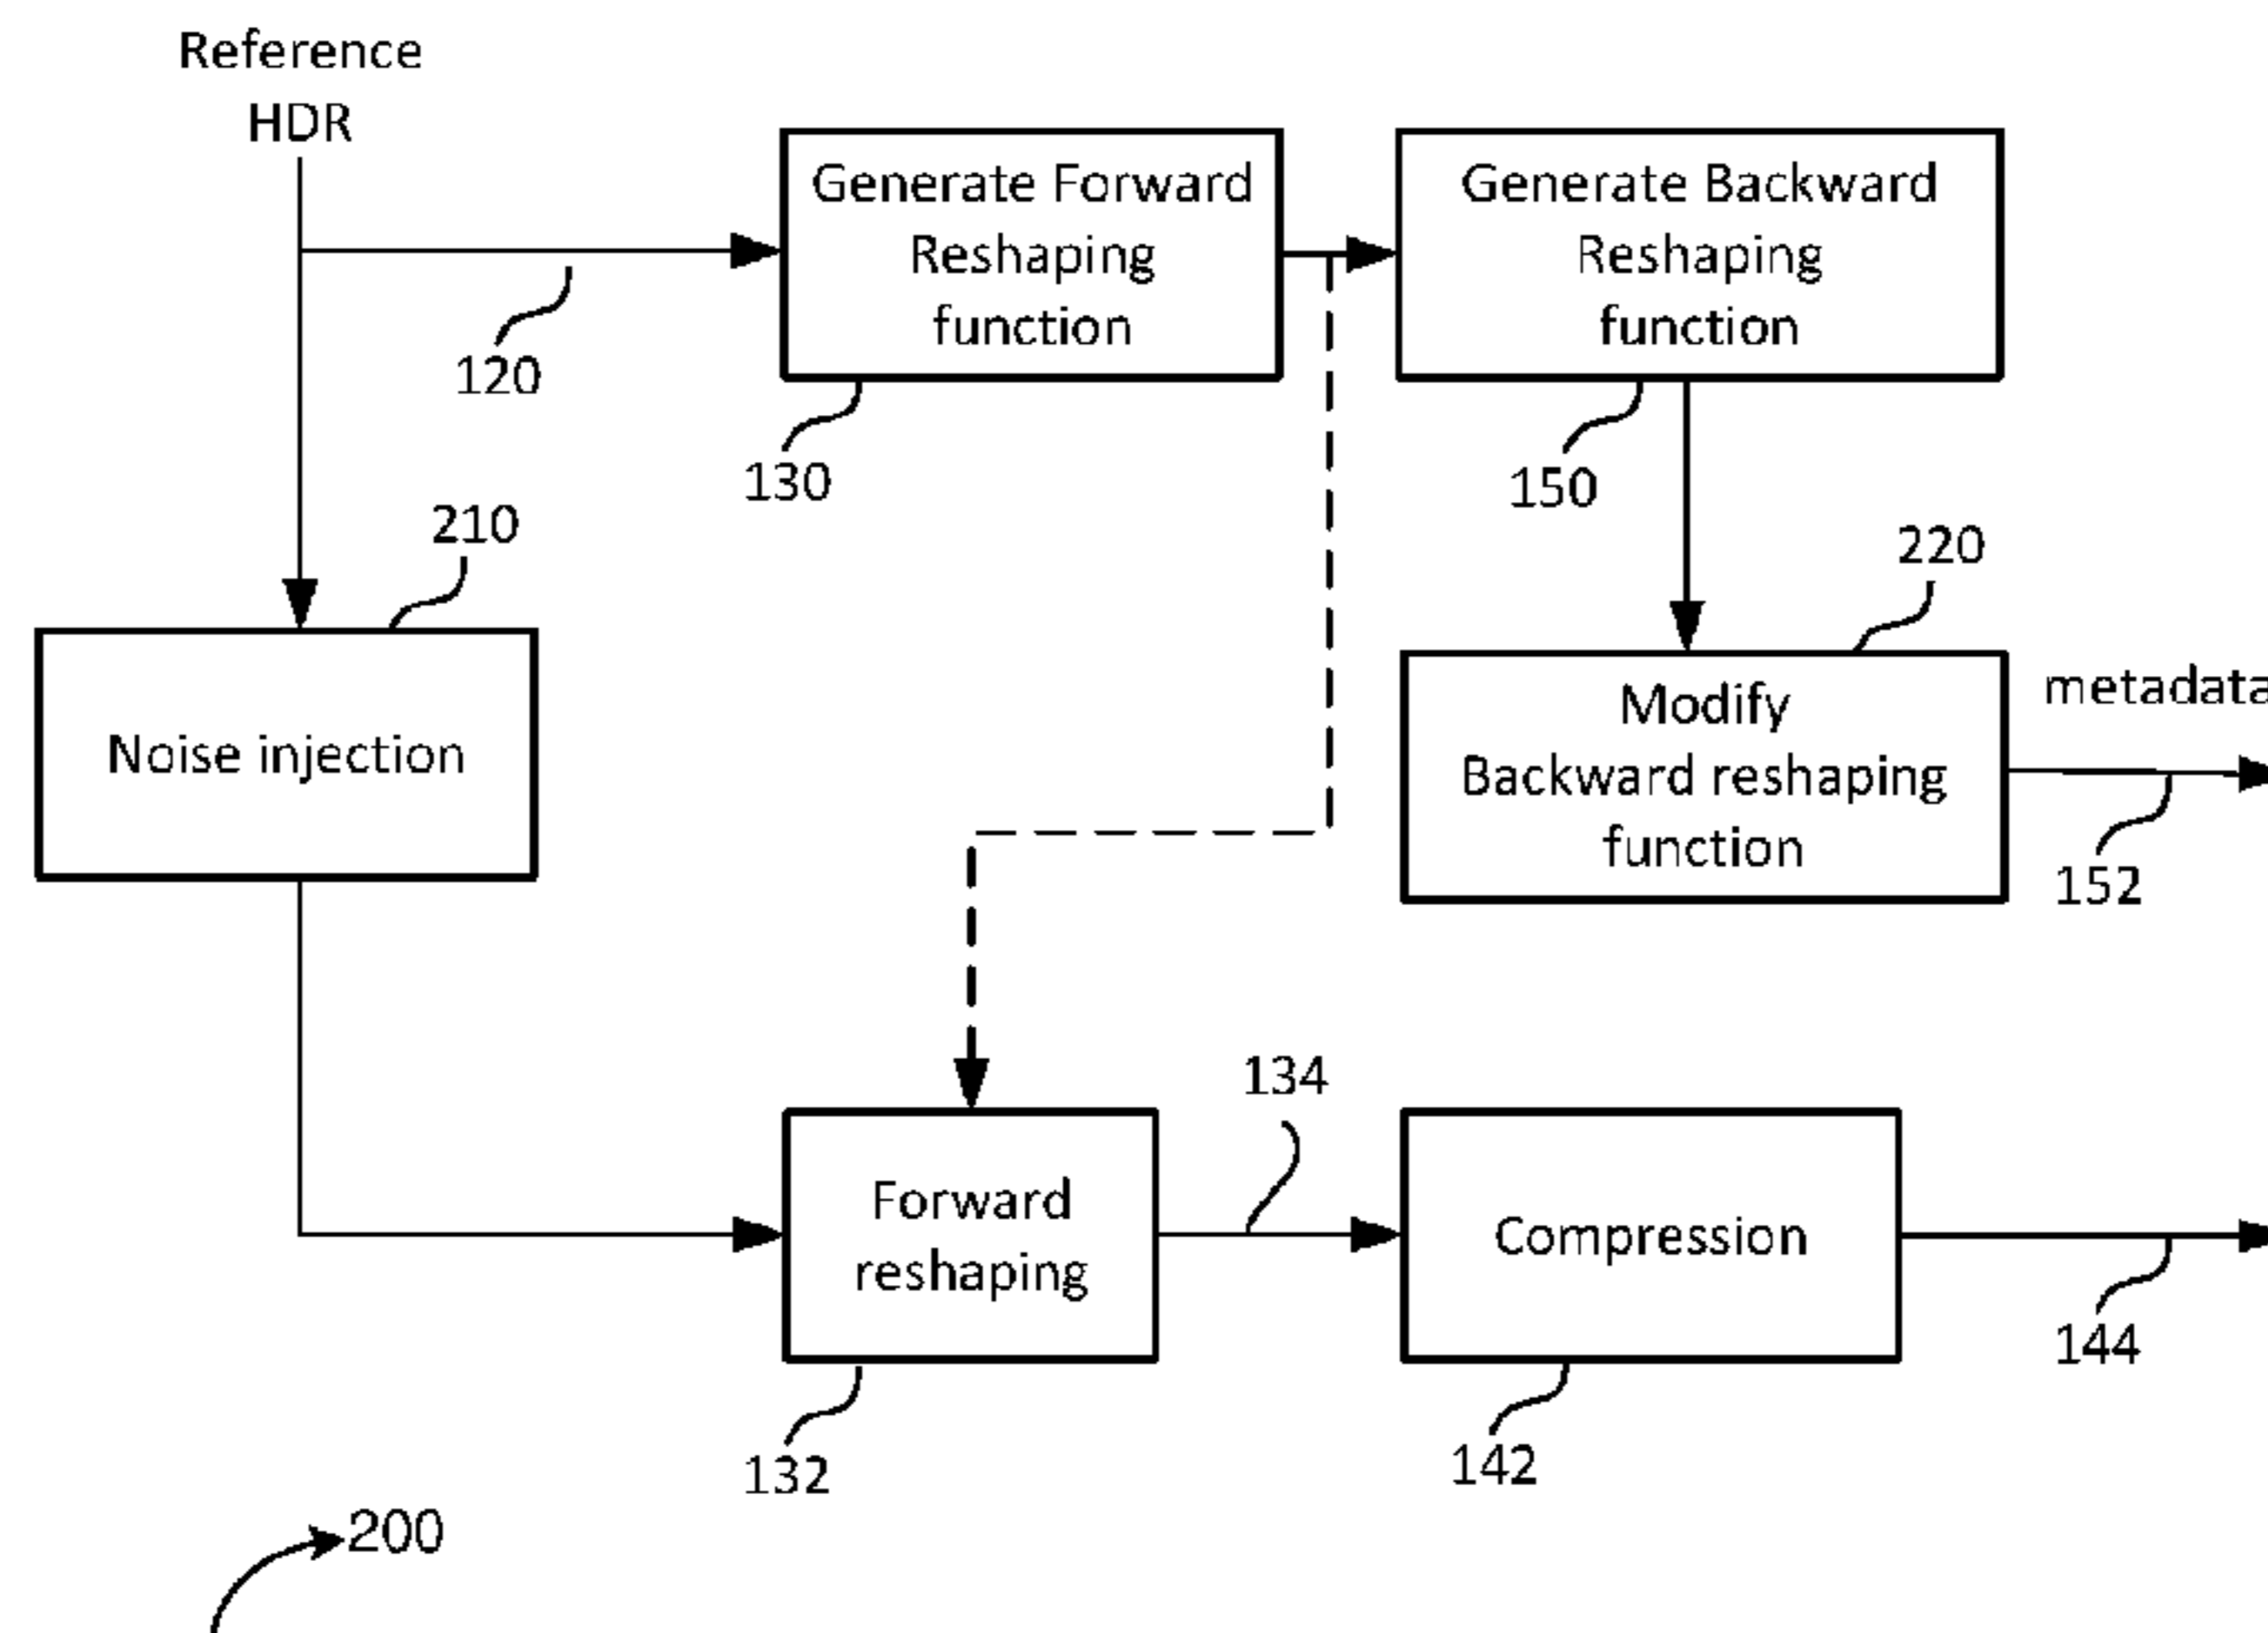 Reference
HDR
Generate Forward
Reshaping
function
Generate Backward
Reshaping
function
120
130
150
210
220
Noise injection
Modify
Backward reshaping
function
metadata
152
134
Forward
reshaping
Compression
144
132
142
200